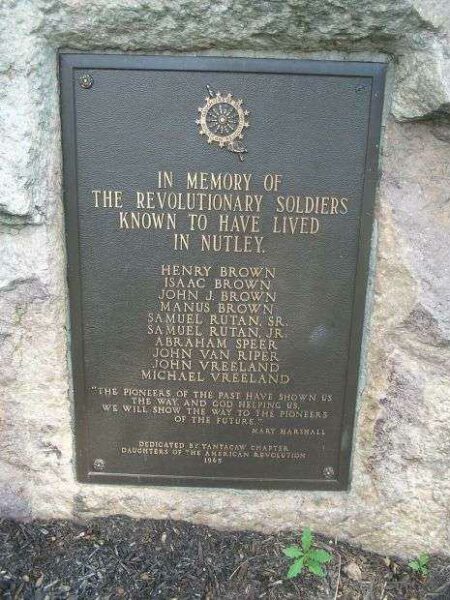 IN MEMORY OF
THE REVOLUTIONARY SOLDIERS
KNOWN TO HAVE LIVED
IN NUTLEY.
HENRY BROWN
ISAAC BROWN
JOHN J. BROWN
MANUS BROWN
SAMUEL RUTAN, SR.
SAMUEL RUTAN, JR.
ABRAHAM SPEER
JOHN VAN RIPER
JOHN VREELAND
MICHAEL VREELAND
"THE PIONEERS OF THE PAST HAVE SHOWN US
THE WAY, AND GOD HELPING US,
WE WILL SHOW THE WAY TO THE PIONEERS
OF THE FUTURE."
MARY MARSHALL
DEDICATED BY YANTACAW CHAPTER
DAUGHTERS OF THE AMERICAN REVOLUTION